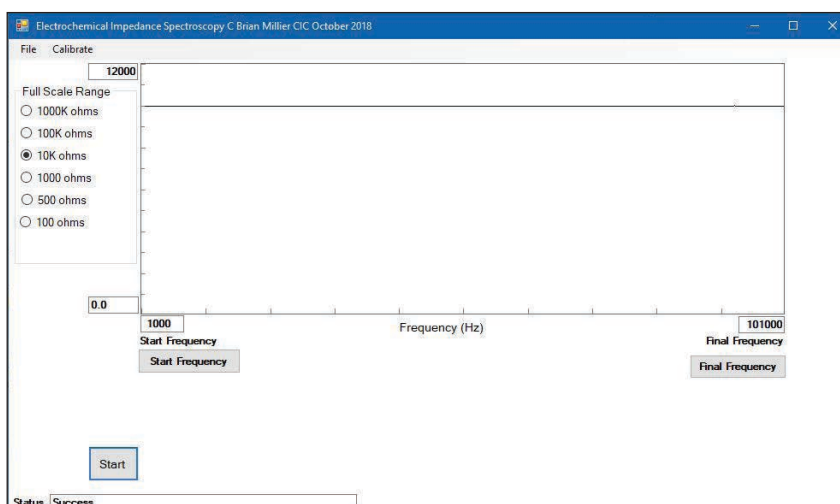 Electrochemical Impedance Spectroscopy C Brian Millier CIC October 2018
File Calibrate
12000
Full Scale Range
1000K ohms
100K ohms
10K ohms
1000 ohms
500 ohms
100 ohms
0.0
1000 Frequency (Hz) 101000
Start Frequency Final Frequency
Start Frequency Final Frequency
Start
Status Success